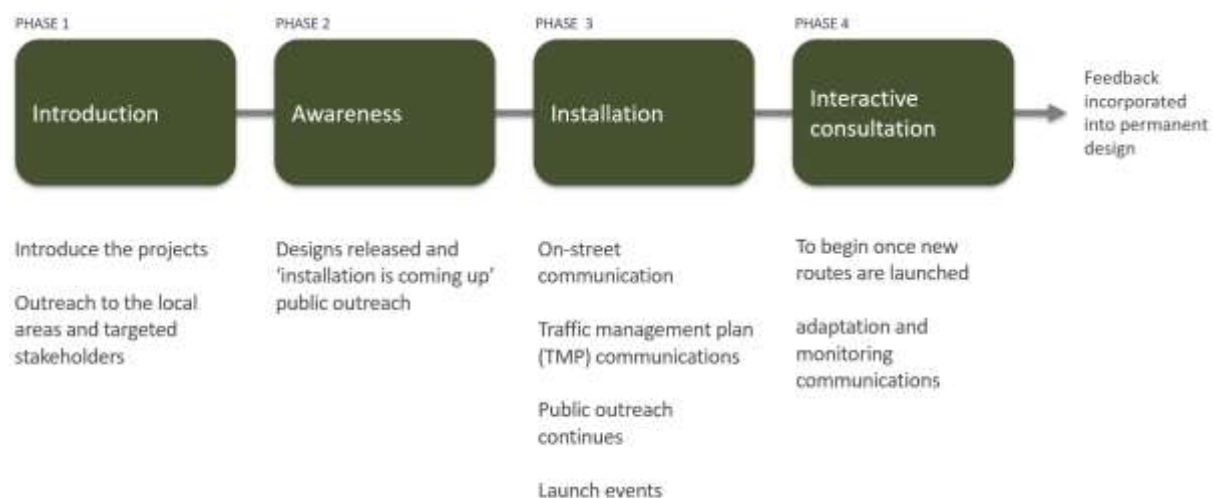 PHASE 1
Introduction
Introduce the projects
Outreach to the local
areas and targeted
stakeholders
PHASE 2
Awareness
Designs released and
‘installation is coming up’
public outreach
PHASE 3
Installation
On-street
communication
Traffic management plan
(TMP) communications
Public outreach
continues
Launch events
PHASE 4
Interactive
consultation
To begin once new
routes are launched
adaptation and
monitoring
communications
Feedback
incorporated
into permanent
design